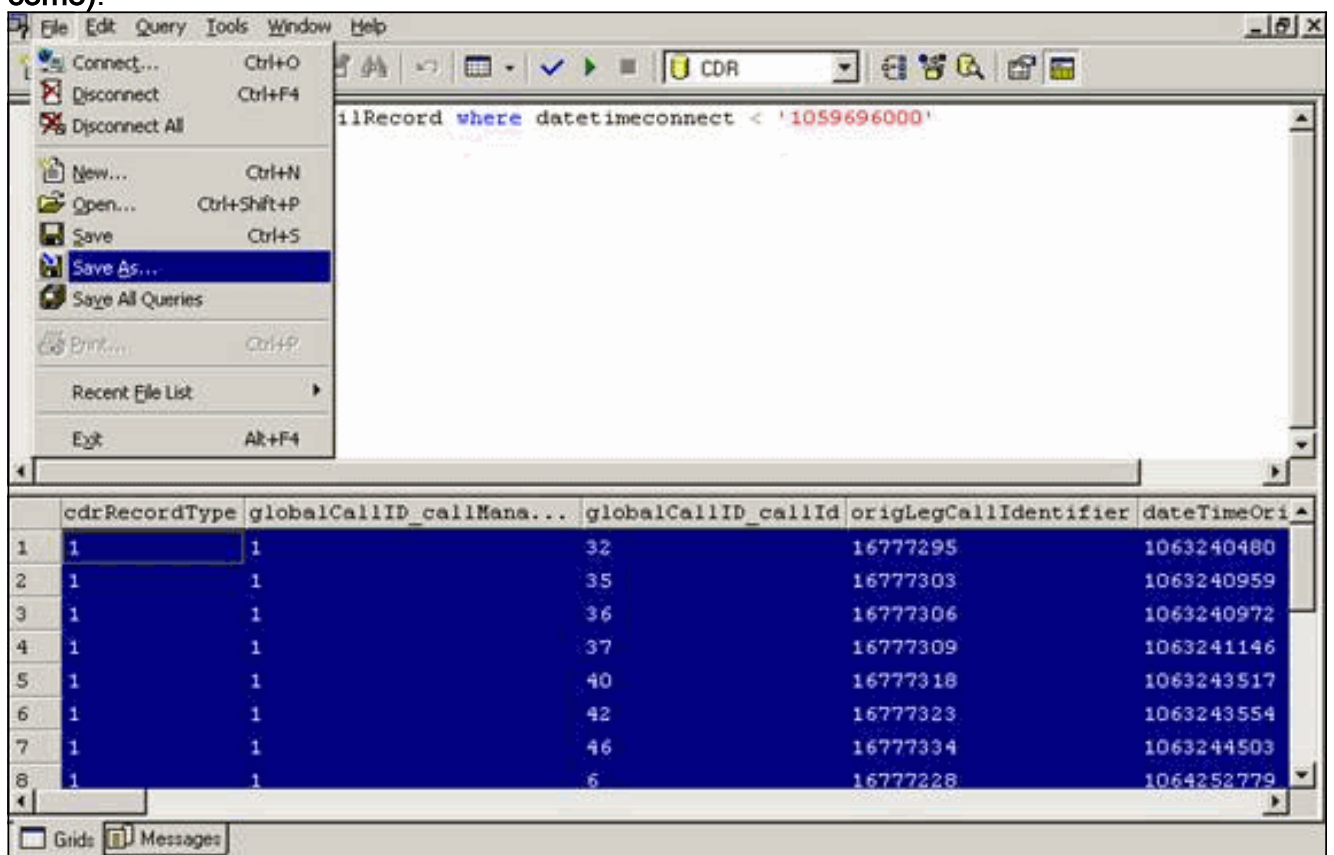 como).
File Edit Query Tools Window Help
Connect... Ctrl+O
Disconnect Ctrl+F4
Disconnect All
New... Ctrl+N
Open... Ctrl+Shift+P
Save Ctrl+S
Save As...
Save All Queries
Print... Ctrl+P
Recent File List
Exit Alt+F4
CDR
ilRecord where datetimeconnect < '1059696000'
cdrRecordType globalCallID_callMana... globalCallID_callId origLegCallIdentifier dateTimeOri
1 1 1 32 16777295 1063240480
2 1 1 35 16777303 1063240959
3 1 1 36 16777306 1063240972
4 1 1 37 16777309 1063241146
5 1 1 40 16777318 1063243517
6 1 1 42 16777323 1063243554
7 1 1 46 16777334 1063244503
8 1 1 6 16777228 1064252779
Grids Messages